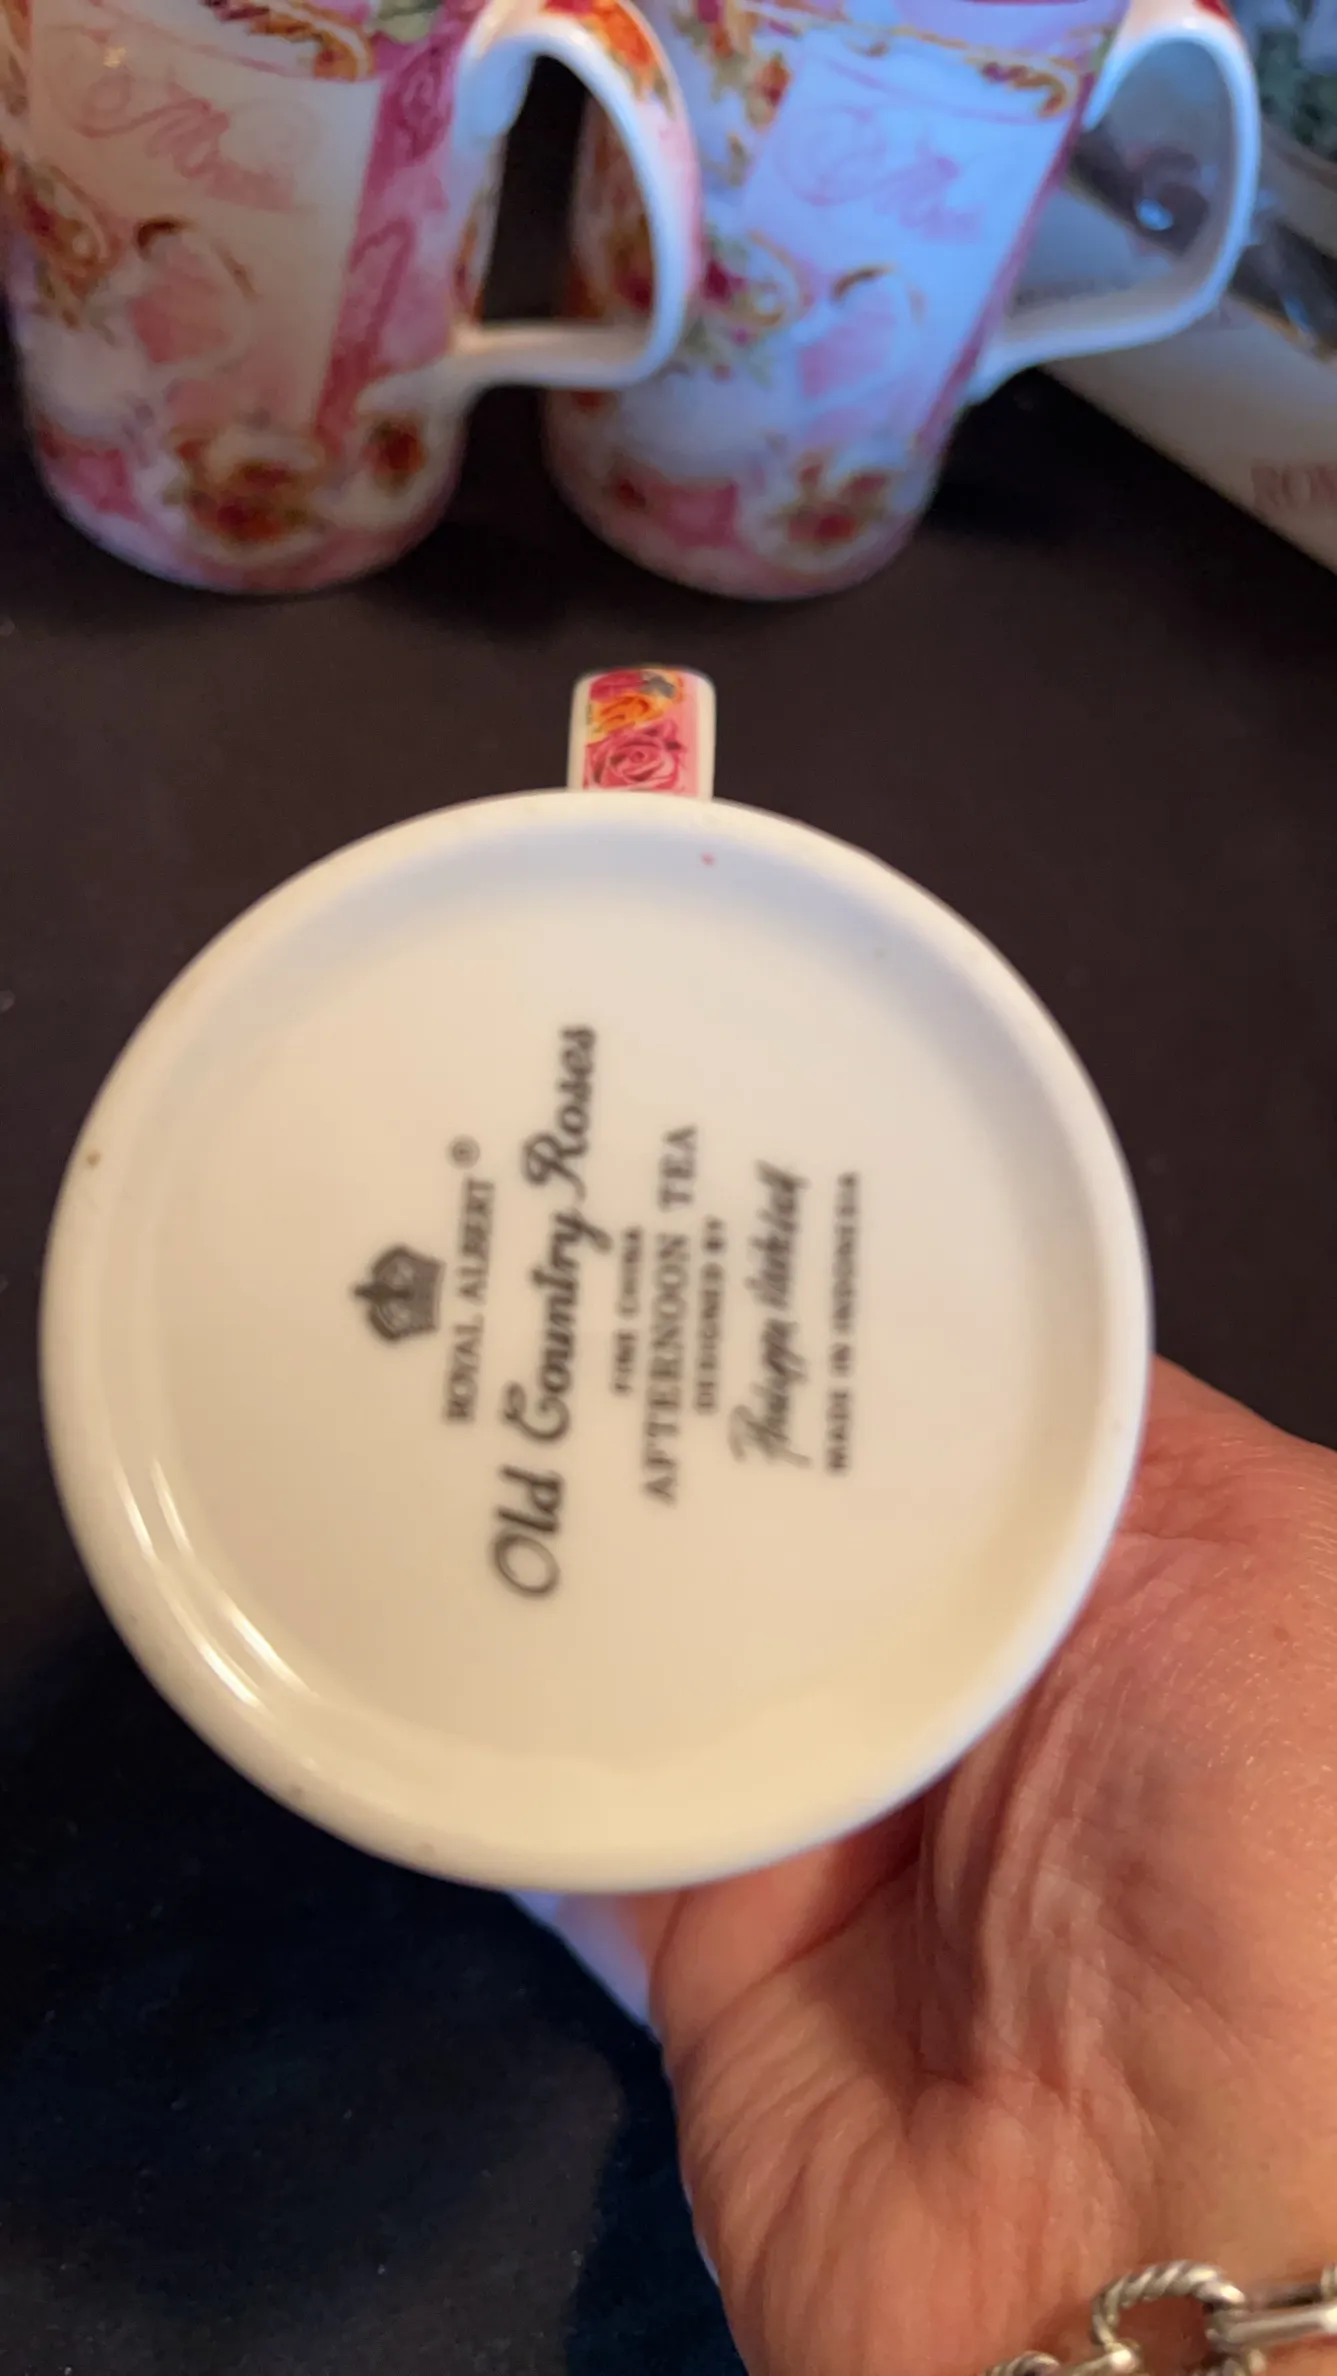 ROYAL ALBERT®
Old Country Roses
FINE CHINA
AFTERNOON TEA
DESIGNED BY
MADE IN INDONESIA